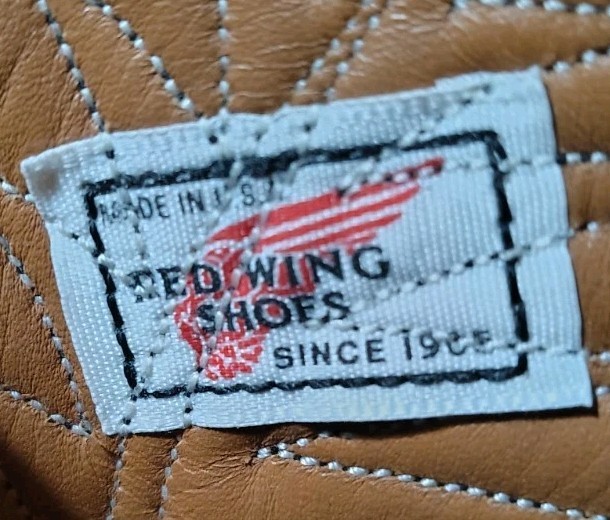 MADE IN U.S.A.
RED WING
SHOES
SINCE 1905